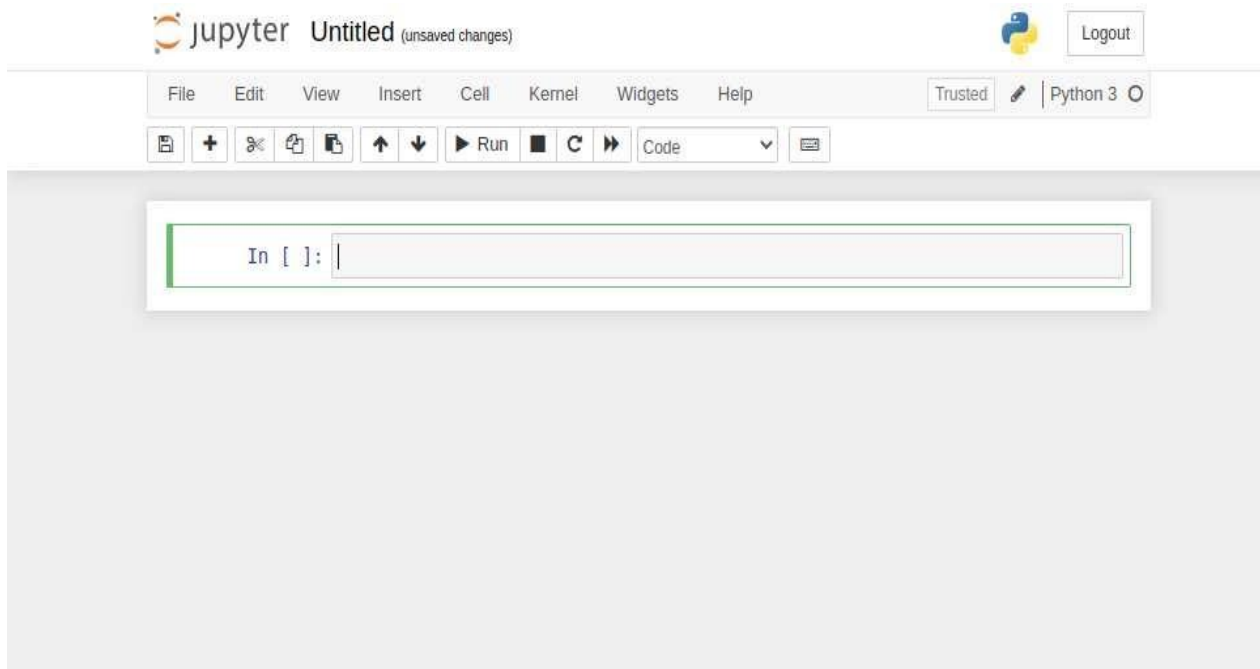 jupyter Untitled (unsaved changes) Logout
File Edit View Insert Cell Kernel Widgets Help Trusted Python 3
Run Code
In [ ]: